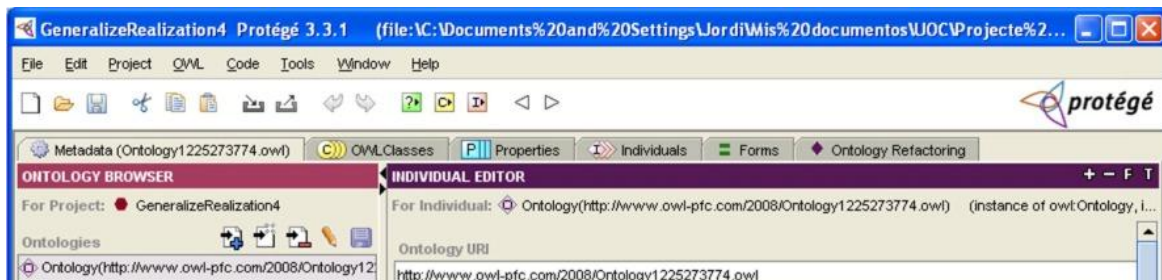 GeneralizeRealization4 Protégé 3.3.1 (file:\C:\Documents%20and%20Settings\Jordi\Mis%20documentos\UOC\Projecte%2...
File Edit Project OWL Code Tools Window Help
protégé
Metadata (Ontology1225273774.owl) OWLClasses Properties Individuals Forms Ontology Refactoring
ONTOLOGY BROWSER
INDIVIDUAL EDITOR + − F T
For Project: GeneralizeRealization4
For Individual: Ontology(http://www.owl-pfc.com/2008/Ontology1225273774.owl) (instance of owl:Ontology, i...
Ontologies
Ontology URI
Ontology(http://www.owl-pfc.com/2008/Ontology12
http://www.owl-pfc.com/2008/Ontology1225273774.owl